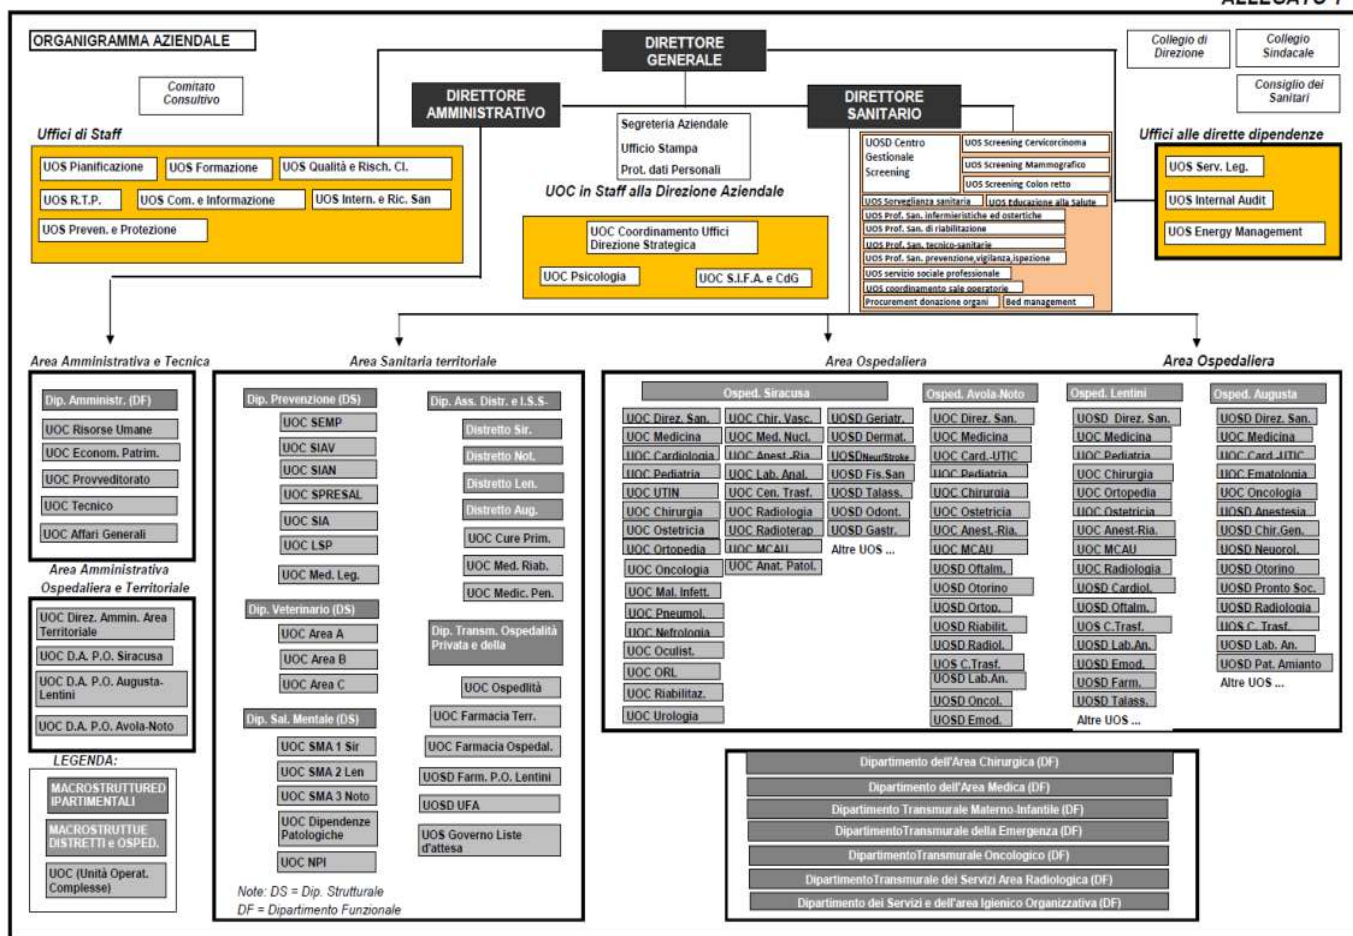 ALLEGATO 1
ORGANIGRAMMA AZIENDALE
DIRETTORE
GENERALE
Collegio di
Direzione
Collegio
Sindacale
Consiglio dei
Sanitari
Comitato
Consultivo
DIRETTORE
AMMINISTRATIVO
DIRETTORE
SANITARIO
Segreteria Aziendale
Ufficio Stampa
Prot. dati Personali
Uffici di Staff
UOS Pianificazione
UOS Formazione
UOS Qualità e Risch. Cl.
UOS R.T.P.
UOS Com. e Informazione
UOS Intern. e Ric. San
UOS Preven. e Protezione
UOC in Staff alla Direzione Aziendale
UOC Coordinamento Uffici
Direzione Strategica
UOC Psicologia
UOC S.I.F.A. e CdG
UOSD Centro
Gestionale
Screening
UOS Screening Cervicorcinoma
UOS Screening Mammografico
UOS Screening Colon retto
UOS Serveglianza sanitaria
UOS Educazione alla Salute
UOS Prof. San. infermieristiche ed ostertiche
UOS Prof. San. di riabilitazione
UOS Prof. San. tecnico-sanitarie
UOS Prof. San. prevenzione,vigilanza,ispezione
UOS servizio sociale professionale
UOS coordinamento sale operatorie
Procurement donazione organi
Bed management
Uffici alle dirette dipendenze
UOS Serv. Leg.
UOS Internal Audit
UOS Energy Management
Area Amministrativa e Tecnica
Dip. Amministr. (DF)
UOC Risorse Umane
UOC Econom. Patrim.
UOC Provveditorato
UOC Tecnico
UOC Affari Generali
Area Amministrativa
Ospedaliera e Territoriale
UOC Direz. Ammin. Area
Territoriale
UOC D.A. P.O. Siracusa
UOC D.A. P.O. Augusta-
Lentini
UOC D.A. P.O. Avola-Noto
LEGENDA:
MACROSTRUTTURED
IPARTIMENTALI
MACROSTRUTTUE
DISTRETTI e OSPED.
UOC (Unità Operat.
Complesse)
Area Sanitaria territoriale
Dip. Prevenzione (DS)
UOC SEMP
UOC SIAV
UOC SIAN
UOC SPRESAL
UOC SIA
UOC LSP
UOC Med. Leg.
Dip. Veterinario (DS)
UOC Area A
UOC Area B
UOC Area C
Dip. Sal. Mentale (DS)
UOC SMA 1 Sir
UOC SMA 2 Len
UOC SMA 3 Noto
UOC Dipendenze
Patologiche
UOC NPI
Note: DS = Dip. Strutturale
DF = Dipartimento Funzionale
Dip. Ass. Distr. e I.S.S-
Distretto Sir.
Distretto Not.
Distretto Len.
Distretto Aug.
UOC Cure Prim.
UOC Med. Riab.
UOC Medic. Pen.
Dip. Transm. Ospedalità
Privata e della
UOC Ospedlità
UOC Farmacia Terr.
UOC Farmacia Ospedal.
UOSD Farm. P.O. Lentini
UOSD UFA
UOS Governo Liste
d'attesa
Area Ospedaliera
Osped. Siracusa
UOC Direz. San.
UOC Medicina
UOC Cardiologia
UOC Pediatria
UOC UTIN
UOC Chirurgia
UOC Ostetricia
UOC Ortopedia
UOC Oncologia
UOC Mal. Infett.
UOC Pneumol.
UOC Nefrologia
UOC Oculist.
UOC ORL
UOC Riabilitaz.
UOC Urologia
UOC Chir. Vasc.
UOC Med. Nucl.
UOC Anest.-Ria.
UOC Lab. Anal.
UOC Cen. Trasf.
UOC Radiologia
UOC Radioterap
UOC MCAU
UOC Anat. Patol.
UOSD Geriatr.
UOSD Dermat.
UOSDNeur/Stroke
UOSD Fis.San
UOSD Talass.
UOSD Odont.
UOSD Gastr.
Altre UOS ...
Osped. Avola-Noto
UOC Direz. San.
UOC Medicina
UOC Card.-UTIC
UOC Pediatria
UOC Chirurgia
UOC Ostetricia
UOC Anest.-Ria.
UOC MCAU
UOSD Oftalm.
UOSD Otorino
UOSD Ortop.
UOSD Riabilit.
UOSD Radiol.
UOS C.Trasf.
UOSD Lab.An.
UOSD Oncol.
UOSD Emod.
Area Ospedaliera
Osped. Lentini
UOSD Direz. San.
UOC Medicina
UOC Pediatria
UOC Chirurgia
UOC Ortopedia
UOC Ostetricia
UOC Anest-Ria.
UOC MCAU
UOC Radiologia
UOSD Cardiol.
UOSD Oftalm.
UOS C.Trasf.
UOSD Lab.An.
UOSD Emod.
UOSD Farm.
UOSD Talass.
Altre UOS ...
Osped. Augusta
UOSD Direz. San.
UOC Medicina
UOC Card.-UTIC
UOC Ematologia
UOC Oncologia
UOSD Anestesia
UOSD Chir.Gen.
UOSD Neuorol.
UOSD Otorino
UOSD Pronto Soc.
UOSD Radiologia
UOS C. Trasf.
UOSD Lab. An.
UOSD Pat. Amianto
Altre UOS ...
Dipartimento dell'Area Chirurgica (DF)
Dipartimento dell'Area Medica (DF)
Dipartimento Transmurale Materno-Infantile (DF)
DipartimentoTransmurale della Emergenza (DF)
DipartimentoTransmurale Oncologico (DF)
DipartimentoTransmurale dei Servizi Area Radiologica (DF)
Dipartimento dei Servizi e dell'area Igienico Organizzativa (DF)